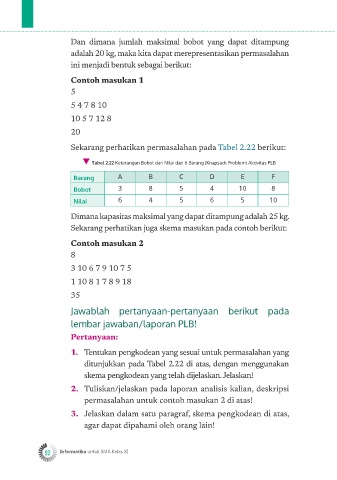 Dan dimana jumlah maksimal bobot yang dapat ditampung
adalah 20 kg, maka kita dapat merepresentasikan permasalahan
ini menjadi bentuk sebagai berikut:
Contoh masukan 1
5
5 4 7 8 10
10 5 7 12 8
20
Sekarang perhatikan permasalahan pada Tabel 2.22 berikut:
Tabel 2.22 Keterangan Bobot dan Nilai dari 6 Barang (Knapsack Problem) Aktivitas PLB
Barang A B C D E F
Bobot 3 8 5 4 10 8
Nilai 6 4 5 6 5 10
Dimana kapasitas maksimal yang dapat ditampung adalah 25 kg.
Sekarang perhatikan juga skema masukan pada contoh berikut:
Contoh masukan 2
8
3 10 6 7 9 10 7 5
1 10 8 1 7 8 9 18
35
Jawablah pertanyaan-pertanyaan berikut pada
lembar jawaban/laporan PLB!
Pertanyaan:
1. Tentukan pengkodean yang sesuai untuk permasalahan yang
ditunjukkan pada Tabel 2.22 di atas, dengan menggunakan
skema pengkodean yang telah dijelaskan. Jelaskan!
2. Tuliskan/jelaskan pada laporan analisis kalian, deskripsi
permasalahan untuk contoh masukan 2 di atas!
3. Jelaskan dalam satu paragraf, skema pengkodean di atas,
agar dapat dipahami oleh orang lain!
Informatika untuk SMA Kelas XI